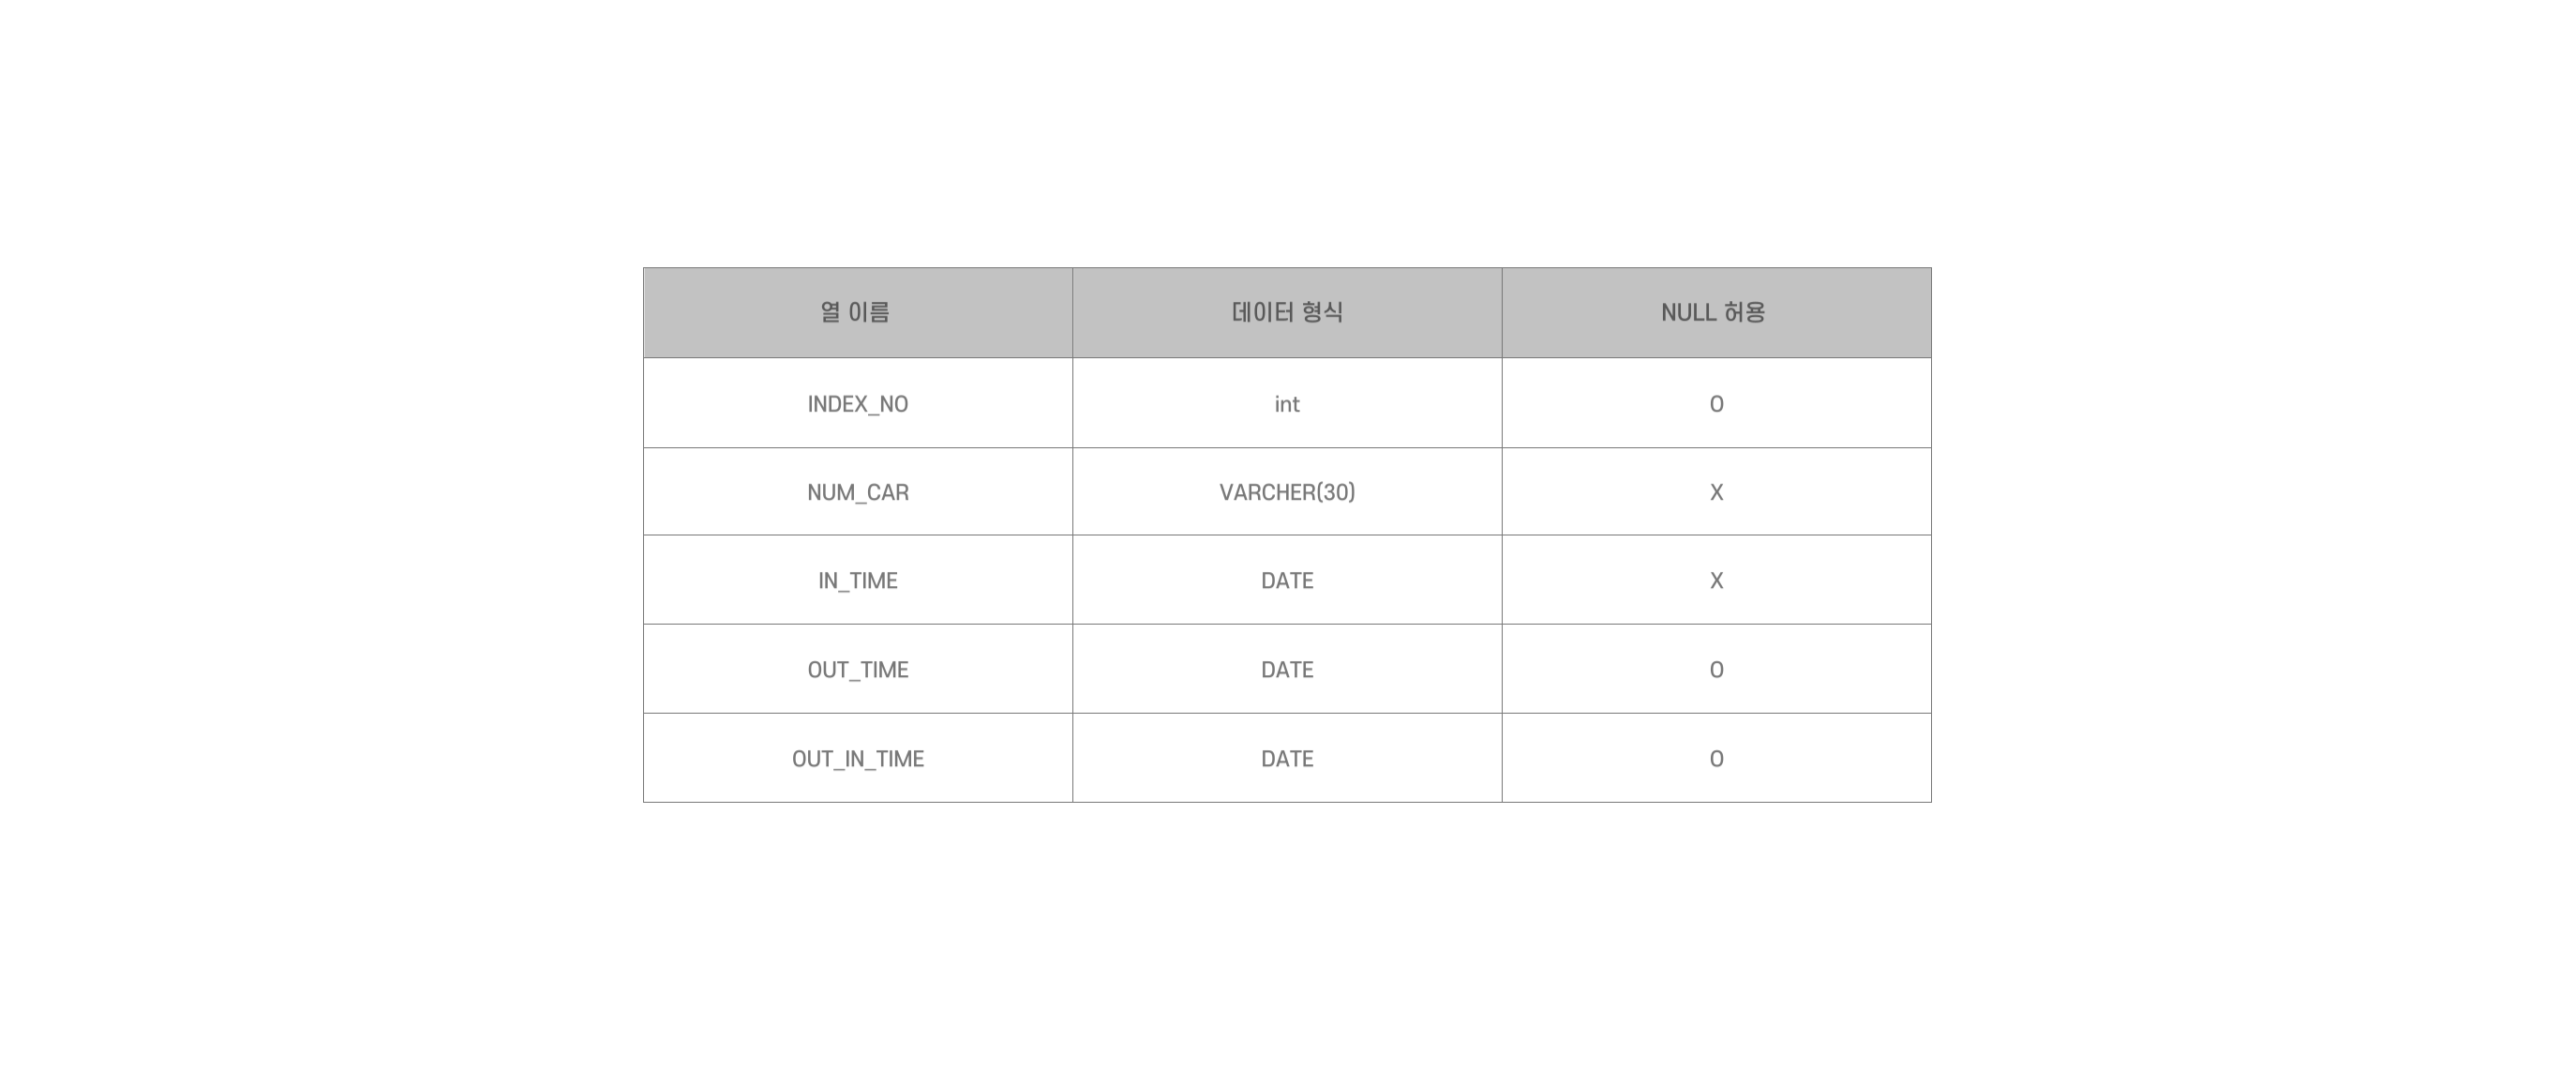 열 이름 데이터 형식 NULL 허용
INDEX_NO int O
NUM_CAR VARCHER(30) X
IN_TIME DATE X
OUT_TIME DATE O
OUT_IN_TIME DATE O